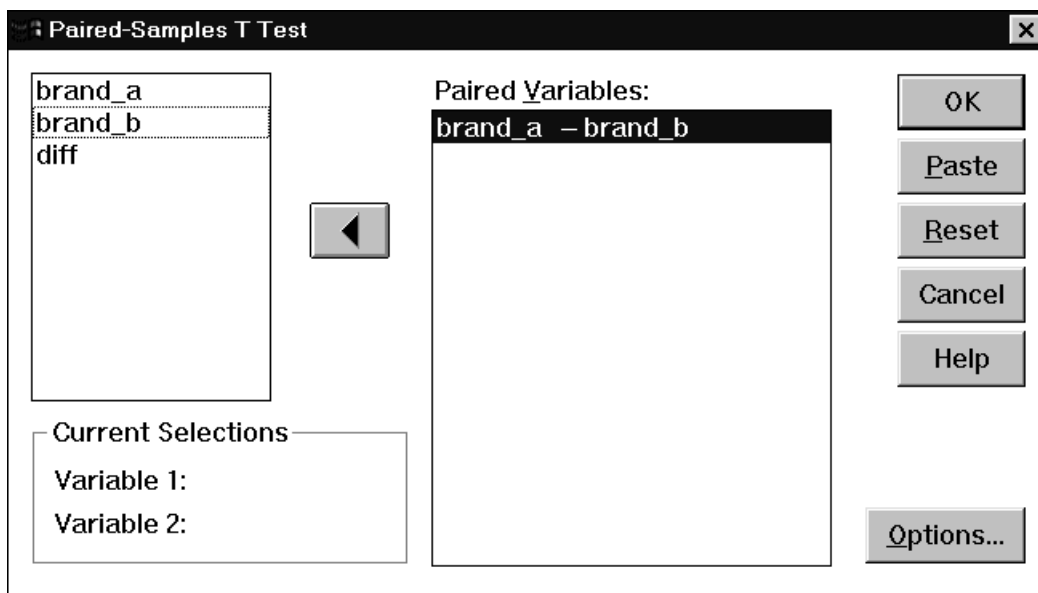 Paired-Samples T Test
brand_a
brand_b
diff
Paired Variables:
brand_a – brand_b
OK
Paste
Reset
Cancel
Help
Current Selections
Variable 1:
Variable 2:
Options...